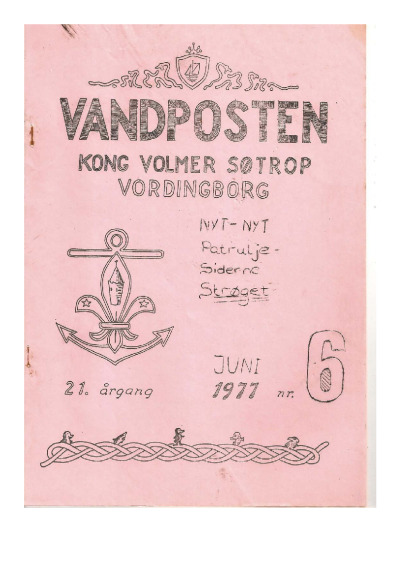 VANDPOSTEN
KONG VOLMER SØTROP
VORDINGBORG
NYT-NYT
Patrulje-
Siderne
Strøget
JUNI
21. årgang
1977 nr. 6